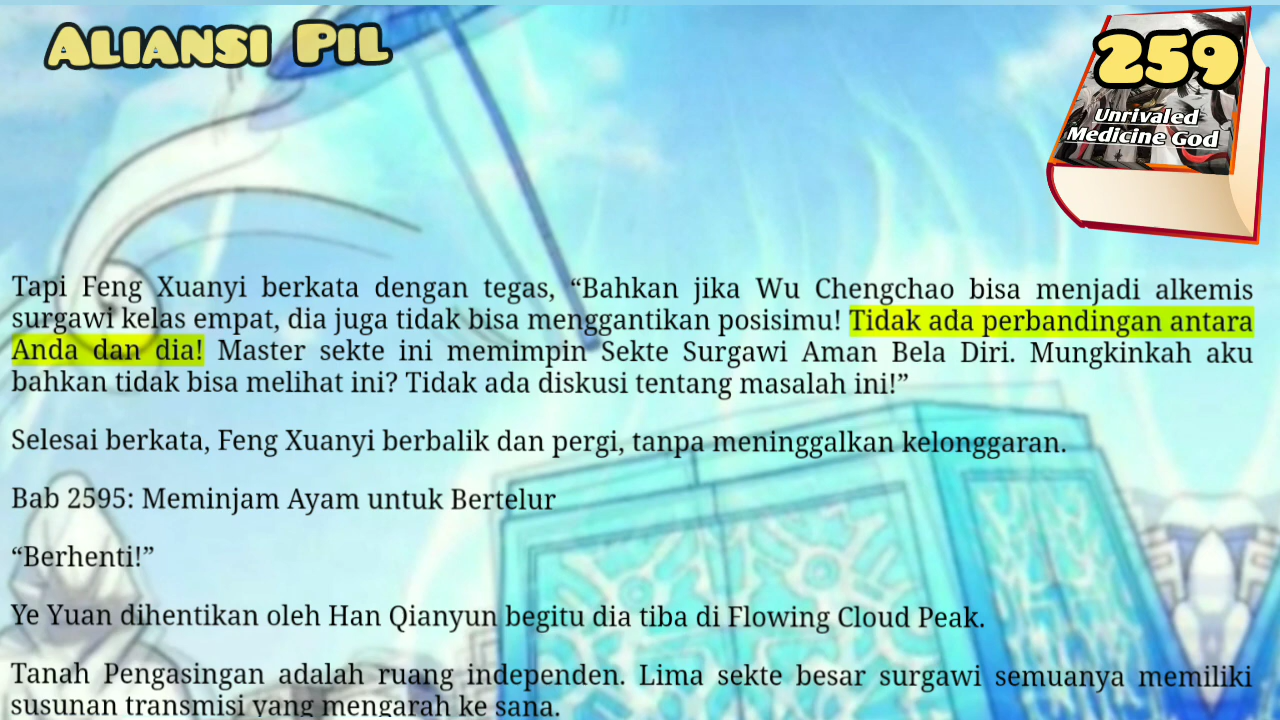 Aliansi Pil
259
Unrivaled
Medicine God
Tapi Feng Xuanyi berkata dengan tegas, “Bahkan jika Wu Chengchao bisa menjadi alkemis
surgawi kelas empat, dia juga tidak bisa menggantikan posisimu! Tidak ada perbandingan antara
Anda dan dia! Master sekte ini memimpin Sekte Surgawi Aman Bela Diri. Mungkinkah aku
bahkan tidak bisa melihat ini? Tidak ada diskusi tentang masalah ini!”
Selesai berkata, Feng Xuanyi berbalik dan pergi, tanpa meninggalkan kelonggaran.
Bab 2595: Meminjam Ayam untuk Bertelur
“Berhenti!”
Ye Yuan dihentikan oleh Han Qianyun begitu dia tiba di Flowing Cloud Peak.
Tanah Pengasingan adalah ruang independen. Lima sekte besar surgawi semuanya memiliki
susunan transmisi yang mengarah ke sana.